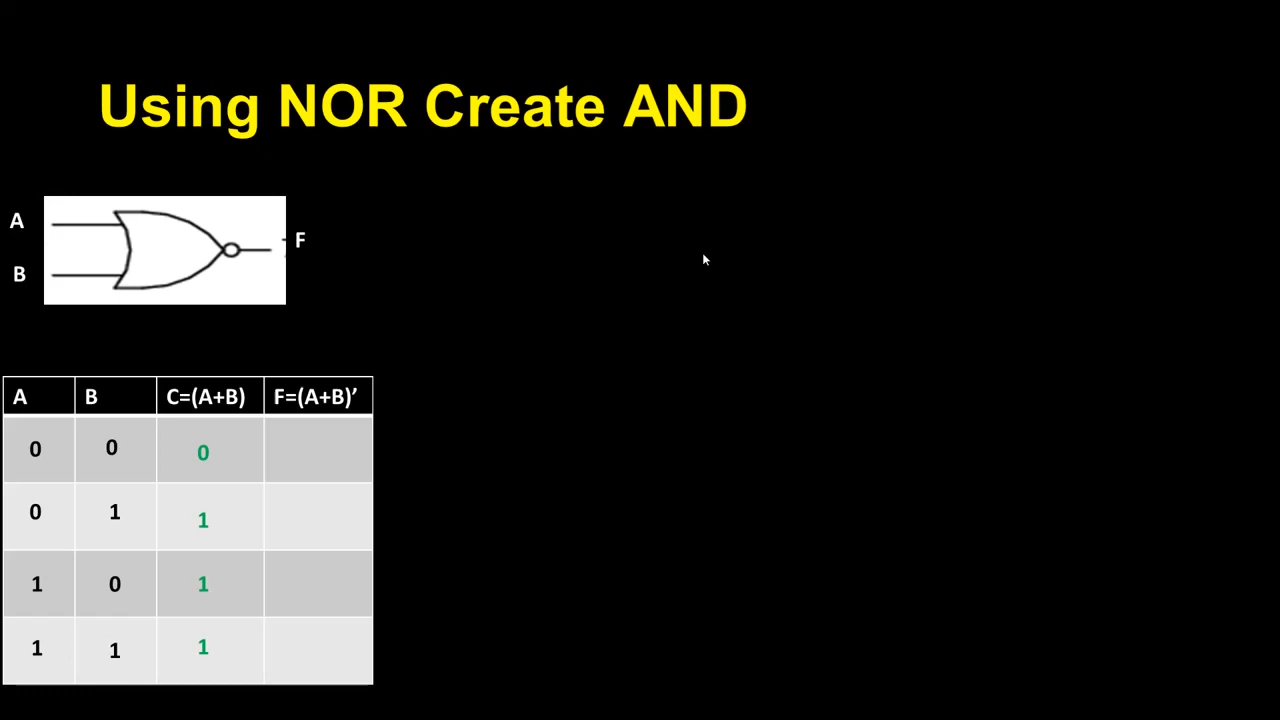 Using NOR Create AND
A
F
B
A B C=(A+B) F=(A+B)’
0 0 0
0 1 1
1 0 1
1 1 1